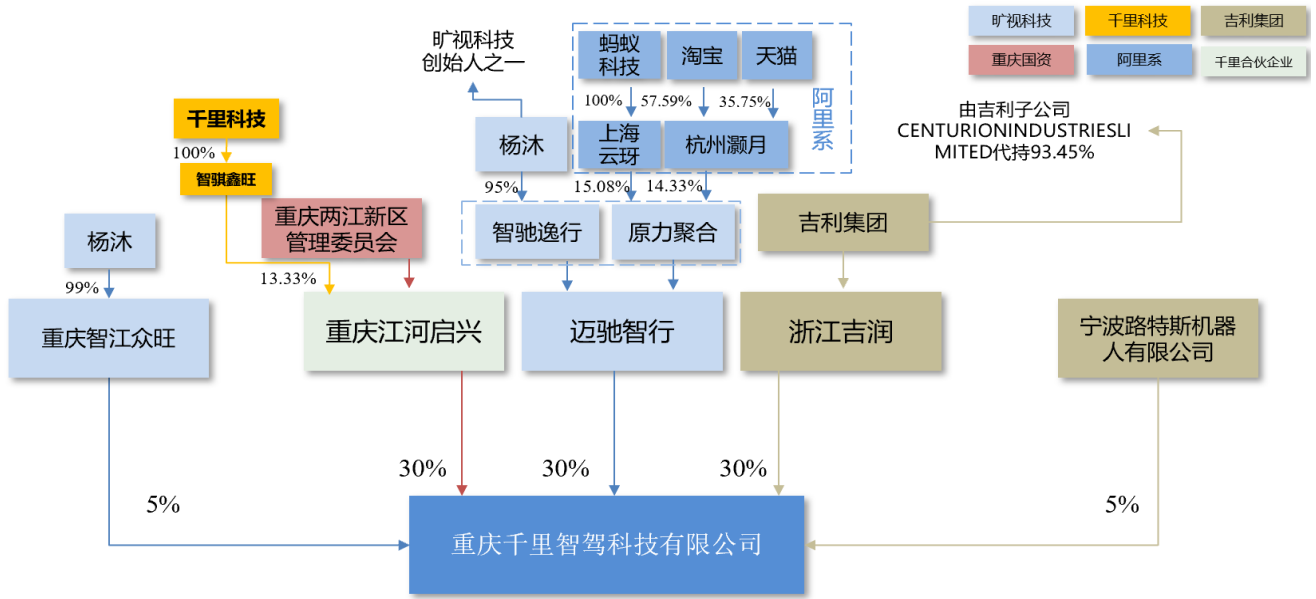 旷视科技
千里科技
吉利集团
重庆国资
阿里系
千里合伙企业
旷视科技
创始人之一
蚂蚁
科技
淘宝
天猫
阿里系
100%
57.59%
35.75%
由吉利子公司
CENTURIONINDUSTRIESLI
MITED代持93.45%
千里科技
100%
智骐鑫旺
杨沐
上海
云玡
杭州灏月
95%
15.08%
14.33%
杨沐
重庆两江新区
管理委员会
智驰逸行
原力聚合
吉利集团
99%
13.33%
重庆智江众旺
重庆江河启兴
迈驰智行
浙江吉润
宁波路特斯机器
人有限公司
5%
30%
30%
30%
5%
重庆千里智驾科技有限公司